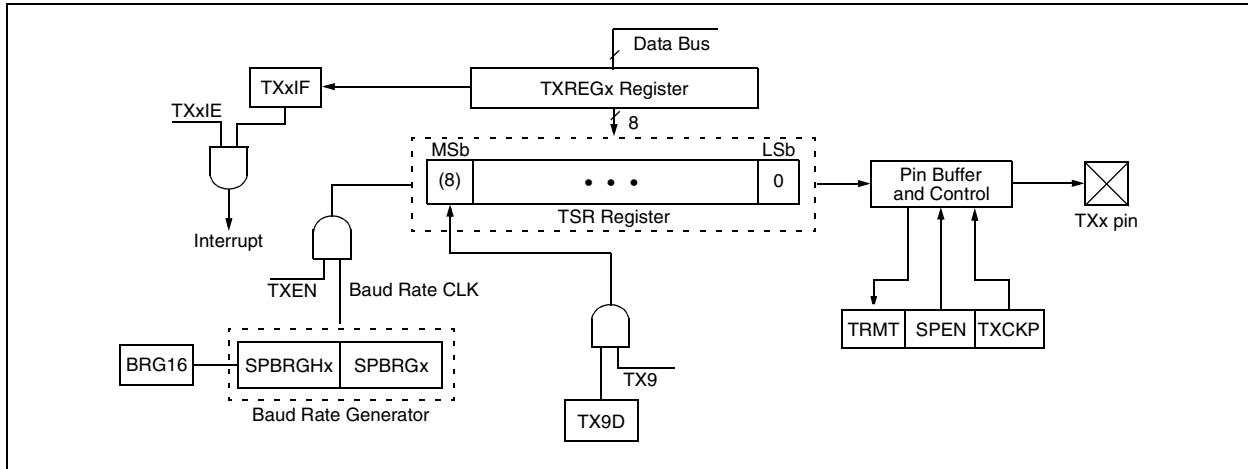 Data Bus
TXxIF
TXREGx Register
TXxIE
8
MSb
LSb
(8)
• • •
0
Pin Buffer
and Control
TSR Register
TXx pin
Interrupt
TXEN
Baud Rate CLK
TRMT
SPEN
TXCKP
BRG16
SPBRGHx
SPBRGx
TX9
Baud Rate Generator
TX9D